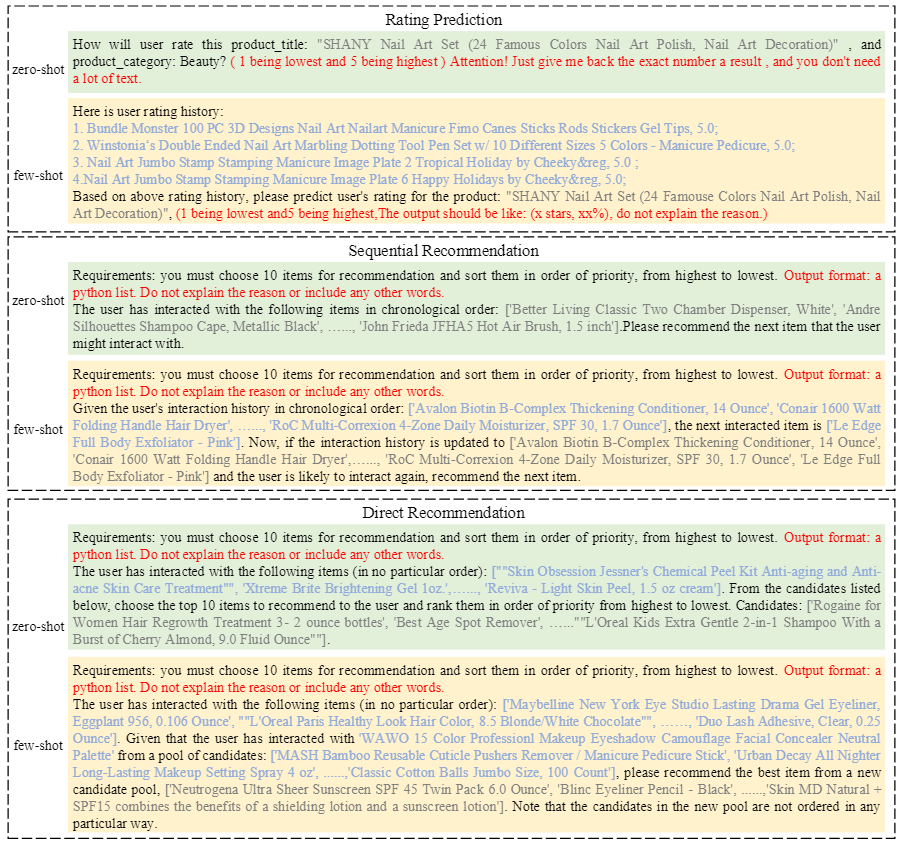 Rating Prediction
zero-shot
How will user rate this product_title: "SHANY Nail Art Set (24 Famous Colors Nail Art Polish, Nail Art Decoration)" , and
product_category: Beauty? ( 1 being lowest and 5 being highest ) Attention! Just give me back the exact number a result , and you don't need
a lot of text.
few-shot
Here is user rating history:
1. Bundle Monster 100 PC 3D Designs Nail Art Nailart Manicure Fimo Canes Sticks Rods Stickers Gel Tips, 5.0;
2. Winstonia's Double Ended Nail Art Marbling Dotting Tool Pen Set w/ 10 Different Sizes 5 Colors - Manicure Pedicure, 5.0;
3. Nail Art Jumbo Stamp Stamping Manicure Image Plate 2 Tropical Holiday by Cheeky&reg, 5.0 ;
4.Nail Art Jumbo Stamp Stamping Manicure Image Plate 6 Happy Holidays by Cheeky&reg, 5.0;
Based on above rating history, please predict user's rating for the product: "SHANY Nail Art Set (24 Famouse Colors Nail Art Polish, Nail
Art Decoration)", (1 being lowest and5 being highest,The output should be like: (x stars, xx%), do not explain the reason.)
Sequential Recommendation
zero-shot
Requirements: you must choose 10 items for recommendation and sort them in order of priority, from highest to lowest. Output format: a
python list. Do not explain the reason or include any other words.
The user has interacted with the following items in chronological order: ['Better Living Classic Two Chamber Dispenser, White', 'Andre
Silhouettes Shampoo Cape, Metallic Black', ……, 'John Frieda JFHA5 Hot Air Brush, 1.5 inch'].Please recommend the next item that the user
might interact with.
few-shot
Requirements: you must choose 10 items for recommendation and sort them in order of priority, from highest to lowest. Output format: a
python list. Do not explain the reason or include any other words.
Given the user's interaction history in chronological order: ['Avalon Biotin B-Complex Thickening Conditioner, 14 Ounce', 'Conair 1600 Watt
Folding Handle Hair Dryer', ……, 'RoC Multi-Correxion 4-Zone Daily Moisturizer, SPF 30, 1.7 Ounce'], the next interacted item is ['Le Edge
Full Body Exfoliator - Pink']. Now, if the interaction history is updated to ['Avalon Biotin B-Complex Thickening Conditioner, 14 Ounce',
'Conair 1600 Watt Folding Handle Hair Dryer',……, 'RoC Multi-Correxion 4-Zone Daily Moisturizer, SPF 30, 1.7 Ounce', 'Le Edge Full
Body Exfoliator - Pink'] and the user is likely to interact again, recommend the next item.
Direct Recommendation
zero-shot
Requirements: you must choose 10 items for recommendation and sort them in order of priority, from highest to lowest. Output format: a
python list. Do not explain the reason or include any other words.
The user has interacted with the following items (in no particular order): [""Skin Obsession Jessner's Chemical Peel Kit Anti-aging and Anti-
acne Skin Care Treatment"", 'Xtreme Brite Brightening Gel 1oz.',……, 'Reviva - Light Skin Peel, 1.5 oz cream']. From the candidates listed
below, choose the top 10 items to recommend to the user and rank them in order of priority from highest to lowest. Candidates: ['Rogaine for
Women Hair Regrowth Treatment 3- 2 ounce bottles', 'Best Age Spot Remover', ……""L'Oreal Kids Extra Gentle 2-in-1 Shampoo With a
Burst of Cherry Almond, 9.0 Fluid Ounce""].
few-shot
Requirements: you must choose 10 items for recommendation and sort them in order of priority, from highest to lowest. Output format: a
python list. Do not explain the reason or include any other words.
The user has interacted with the following items (in no particular order): ['Maybelline New York Eye Studio Lasting Drama Gel Eyeliner,
Eggplant 956, 0.106 Ounce', ""L'Oreal Paris Healthy Look Hair Color, 8.5 Blonde/White Chocolate"", ……, 'Duo Lash Adhesive, Clear, 0.25
Ounce']. Given that the user has interacted with 'WAWO 15 Color Professionl Makeup Eyeshadow Camouflage Facial Concealer Neutral
Palette' from a pool of candidates: ['MASH Bamboo Reusable Cuticle Pushers Remover / Manicure Pedicure Stick', 'Urban Decay All Nighter
Long-Lasting Makeup Setting Spray 4 oz', ……,'Classic Cotton Balls Jumbo Size, 100 Count'], please recommend the best item from a new
candidate pool, ['Neutrogena Ultra Sheer Sunscreen SPF 45 Twin Pack 6.0 Ounce', 'Blinc Eyeliner Pencil - Black', ……,'Skin MD Natural +
SPF15 combines the benefits of a shielding lotion and a sunscreen lotion']. Note that the candidates in the new pool are not ordered in any
particular way.